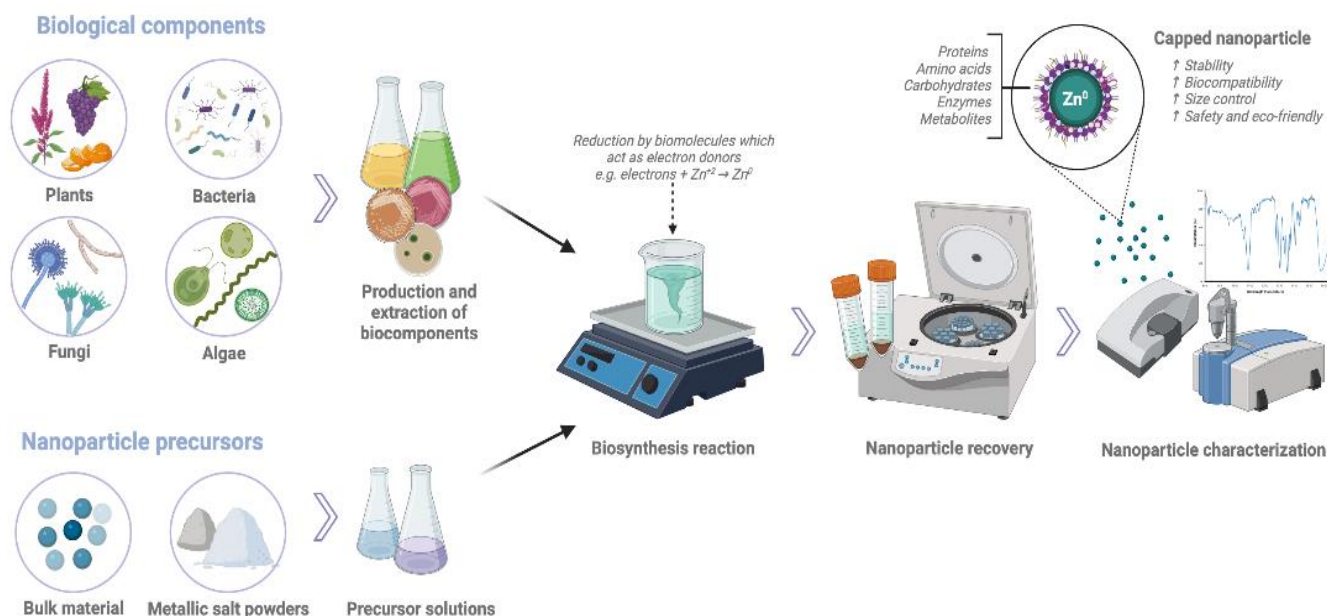 Biological components
Plants
Bacteria
Fungi
Algae
Production and
extraction of
biocomponents
Nanoparticle precursors
Bulk material
Metallic salt powders
Precursor solutions
Reduction by biomolecules which
act as electron donors
e.g. electrons + Zn⁺² → Zn⁰
Biosynthesis reaction
Nanoparticle recovery
Proteins
Amino acids
Carbohydrates
Enzymes
Metabolites
Zn⁰
Capped nanoparticle
↑ Stability
↑ Biocompatibility
↑ Size control
↑ Safety and eco-friendly
Nanoparticle characterization